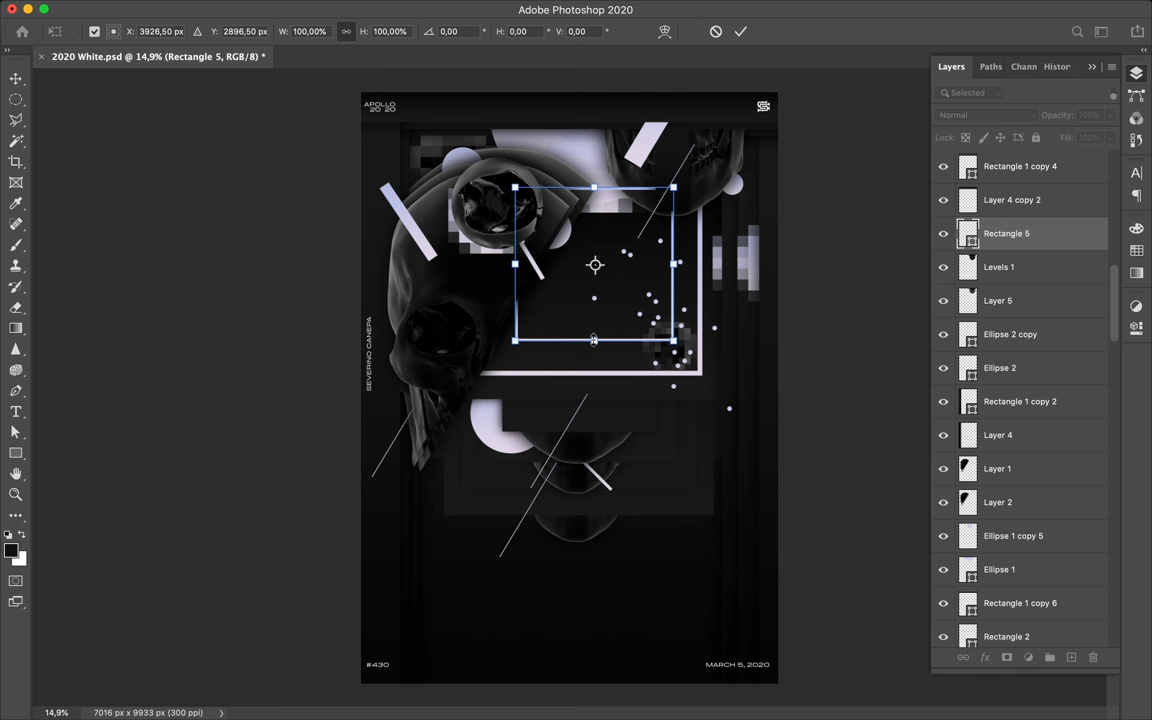 Adobe Photoshop 2020
X: 3926,50 px Y: 2896,50 px W: 100,00% H: 100,00% 0,00 ° H: 0,00 ° V: 0,00 °
2020 White.psd @ 14,9% (Rectangle 5, RGB/8) *
Layers Paths Chann Histor
Selected
Normal Opacity: 100%
Lock: Fill: 100%
Rectangle 1 copy 4
Layer 4 copy 2
Rectangle 5
Levels 1
Layer 5
Ellipse 2 copy
Ellipse 2
Rectangle 1 copy 2
Layer 4
Layer 1
Layer 2
Ellipse 1 copy 5
Ellipse 1
Rectangle 1 copy 6
Rectangle 2
APOLLO
20 20
SEVERINO CANEPA
#430
MARCH 5, 2020
14,9% 7016 px x 9933 px (300 ppi)